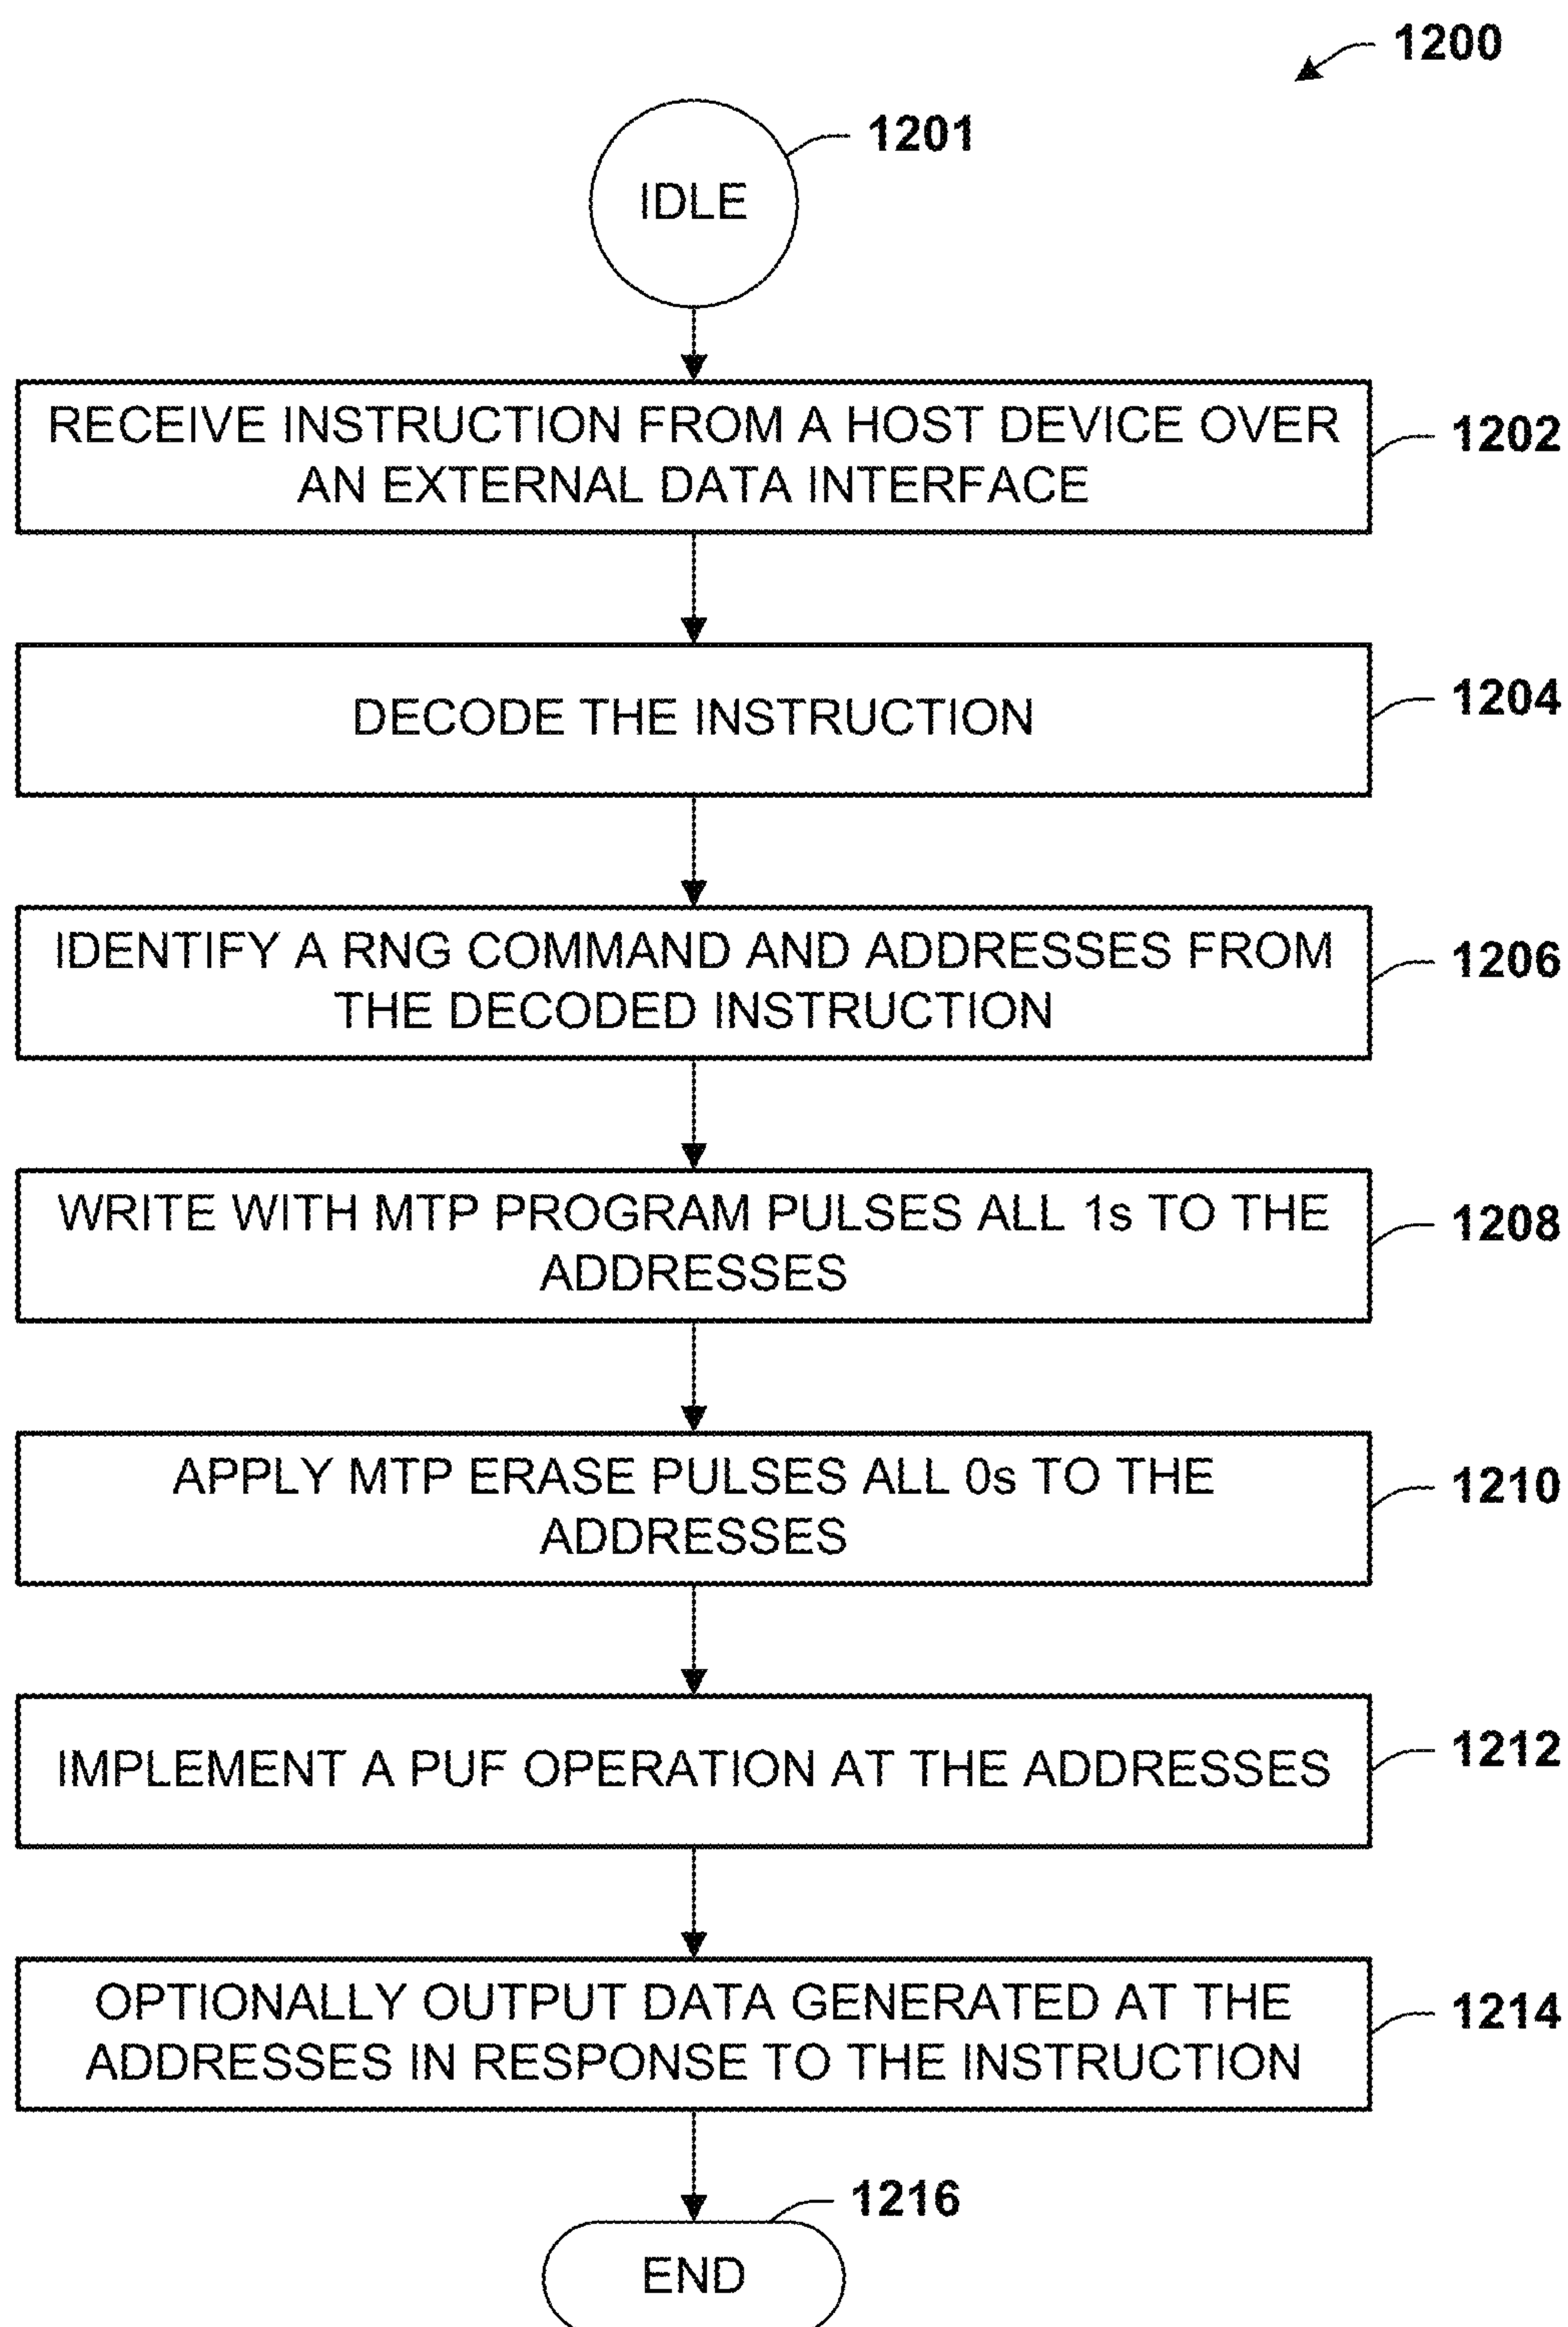 1200
1201
IDLE
RECEIVE INSTRUCTION FROM A HOST DEVICE OVER
AN EXTERNAL DATA INTERFACE
1202
DECODE THE INSTRUCTION
1204
IDENTIFY A RNG COMMAND AND ADDRESSES FROM
THE DECODED INSTRUCTION
1206
WRITE WITH MTP PROGRAM PULSES ALL 1s TO THE
ADDRESSES
1208
APPLY MTP ERASE PULSES ALL 0s TO THE
ADDRESSES
1210
IMPLEMENT A PUF OPERATION AT THE ADDRESSES
1212
OPTIONALLY OUTPUT DATA GENERATED AT THE
ADDRESSES IN RESPONSE TO THE INSTRUCTION
1214
1216
END